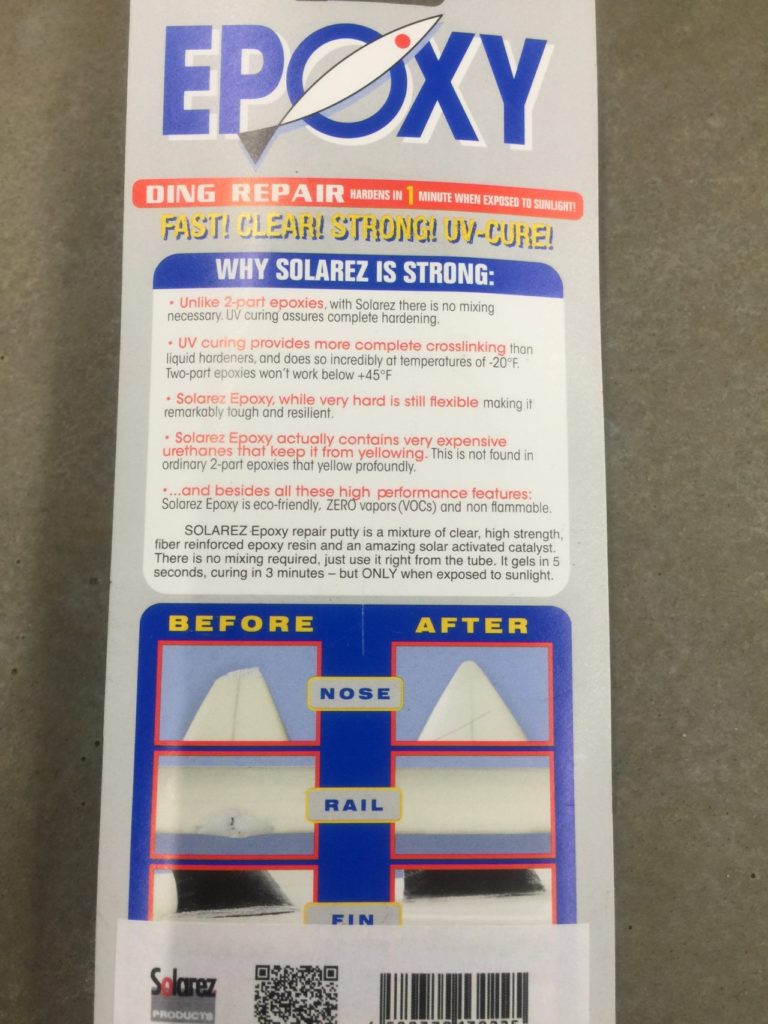 EPOXY
DING REPAIR HARDENS IN 1 MINUTE WHEN EXPOSED TO SUNLIGHT!
FAST! CLEAR! STRONG! UV-CURE!
WHY SOLAREZ IS STRONG:
• Unlike 2-part epoxies, with Solarez there is no mixing
necessary. UV curing assures complete hardening.
• UV curing provides more complete crosslinking than
liquid hardeners, and does so incredibly at temperatures of -20°F.
Two-part epoxies won't work below +45°F
• Solarez Epoxy, while very hard is still flexible making it
remarkably tough and resilient.
• Solarez Epoxy actually contains very expensive
urethanes that keep it from yellowing. This is not found in
ordinary 2-part epoxies that yellow profoundly.
•...and besides all these high performance features:
Solarez Epoxy is eco-friendly. ZERO vapors (VOCs) and non flammable.
SOLAREZ Epoxy repair putty is a mixture of clear, high strength,
fiber reinforced epoxy resin and an amazing solar activated catalyst.
There is no mixing required, just use it right from the tube. It gels in 5
seconds, curing in 3 minutes – but ONLY when exposed to sunlight.
BEFORE AFTER
NOSE
RAIL
FIN
Solarez
PRODUCTS